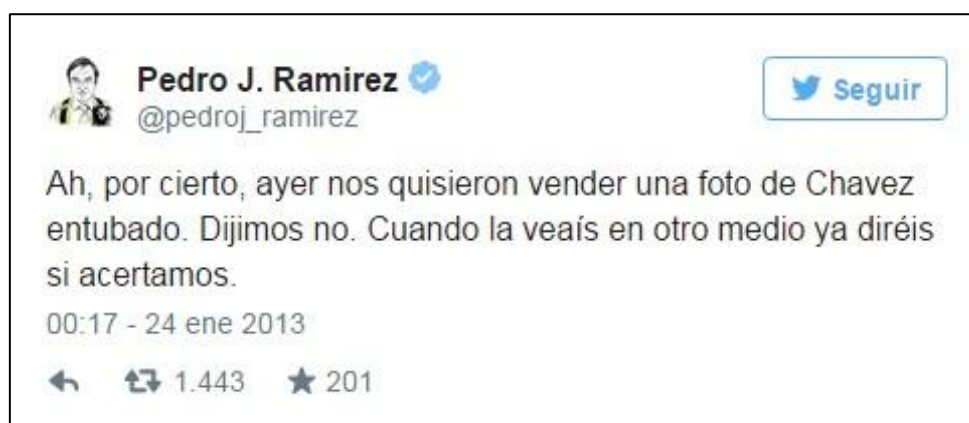 Pedro J. Ramirez
@pedroj_ramirez
Seguir
Ah, por cierto, ayer nos quisieron vender una foto de Chavez
entubado. Dijimos no. Cuando la veaís en otro medio ya diréis
si acertamos.
00:17 - 24 ene 2013
1.443 201